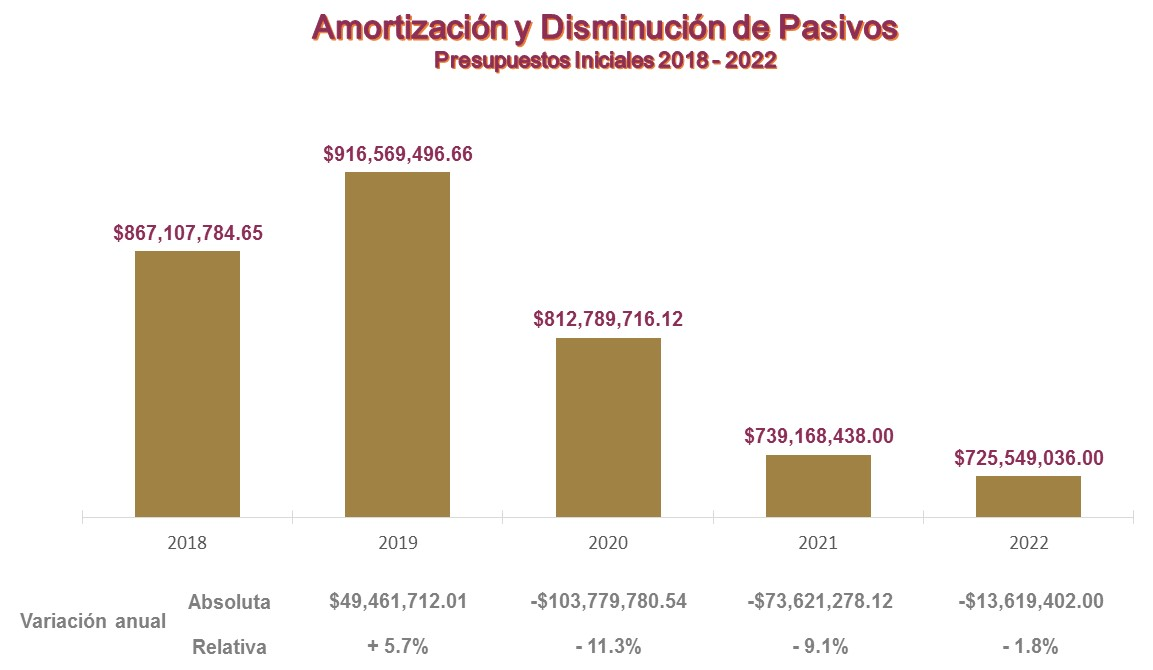 Amortización y Disminución de Pasivos
Presupuestos Iniciales 2018 - 2022
$867,107,784.65
$916,569,496.66
$812,789,716.12
$739,168,438.00
$725,549,036.00
2018 2019 2020 2021 2022
Variación anual
Absoluta $49,461,712.01 -$103,779,780.54 -$73,621,278.12 -$13,619,402.00
Relativa + 5.7% - 11.3% - 9.1% - 1.8%